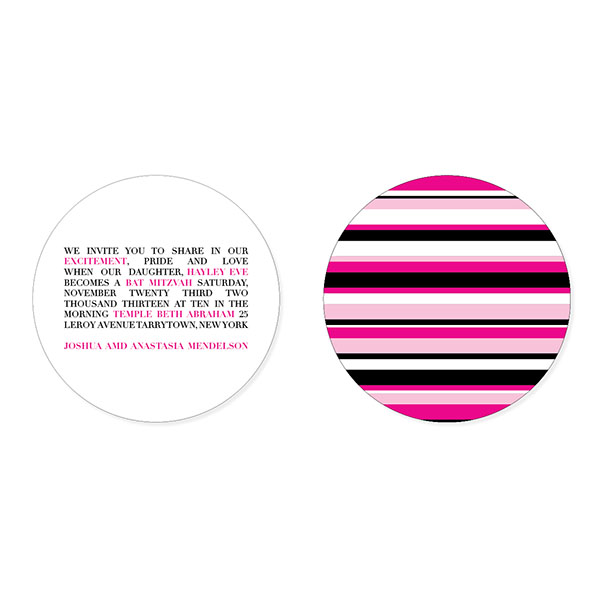 WE INVITE YOU TO SHARE IN OUR
EXCITEMENT, PRIDE AND LOVE
WHEN OUR DAUGHTER, HAYLEY EVE
BECOMES A BAT MITZVAH SATURDAY,
NOVEMBER TWENTY THIRD TWO
THOUSAND THIRTEEN AT TEN IN THE
MORNING TEMPLE BETH ABRAHAM 25
LEROY AVENUE TARRYTOWN, NEW YORK
JOSHUA AMD ANASTASIA MENDELSON